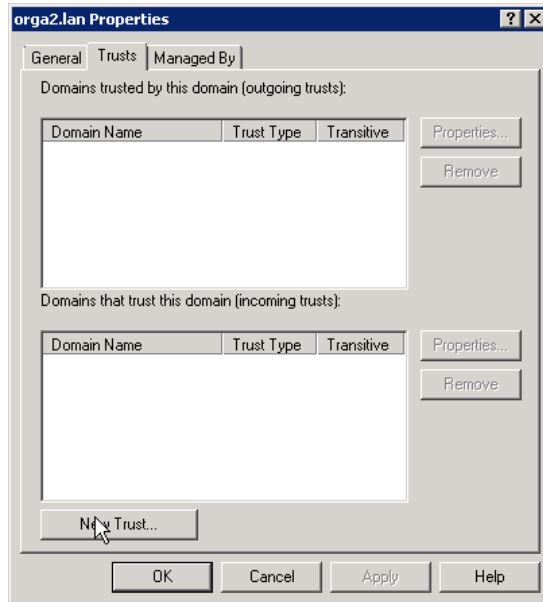 orga2.lan Properties
General Trusts Managed By
Domains trusted by this domain (outgoing trusts):
Domain Name Trust Type Transitive
Properties...
Remove
Domains that trust this domain (incoming trusts):
Domain Name Trust Type Transitive
Properties...
Remove
New Trust...
OK Cancel Apply Help